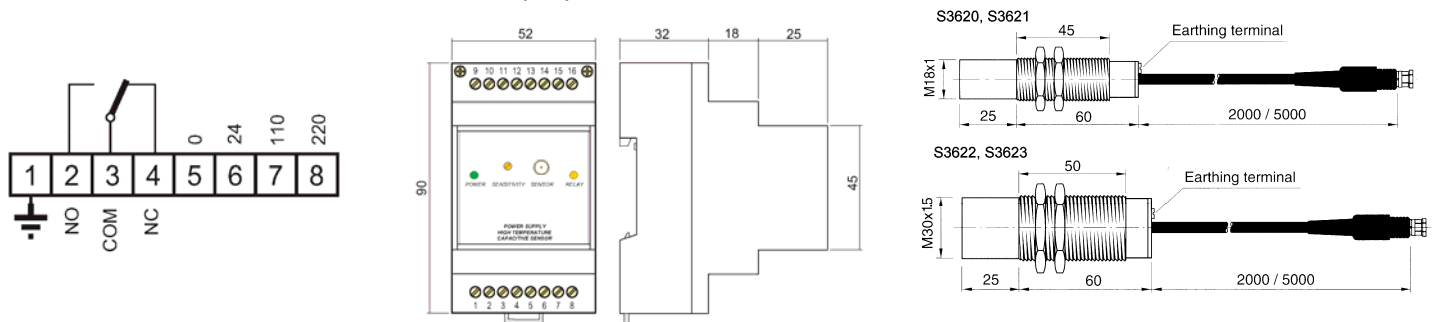 0
24
110
220
1 2 3 4 5 6 7 8
NO
COM
NC
52
32
18
25
90
45
9 10 11 12 13 14 15 16
POWER SENSITIVITY SENSOR RELAY
POWER SUPPLY
HIGH TEMPERATURE
CAPACITIVE SENSOR
1 2 3 4 5 6 7 8
S3620, S3621
45
Earthing terminal
M18x1
25
60
2000 / 5000
S3622, S3623
50
Earthing terminal
M30x1.5
25
60
2000 / 5000